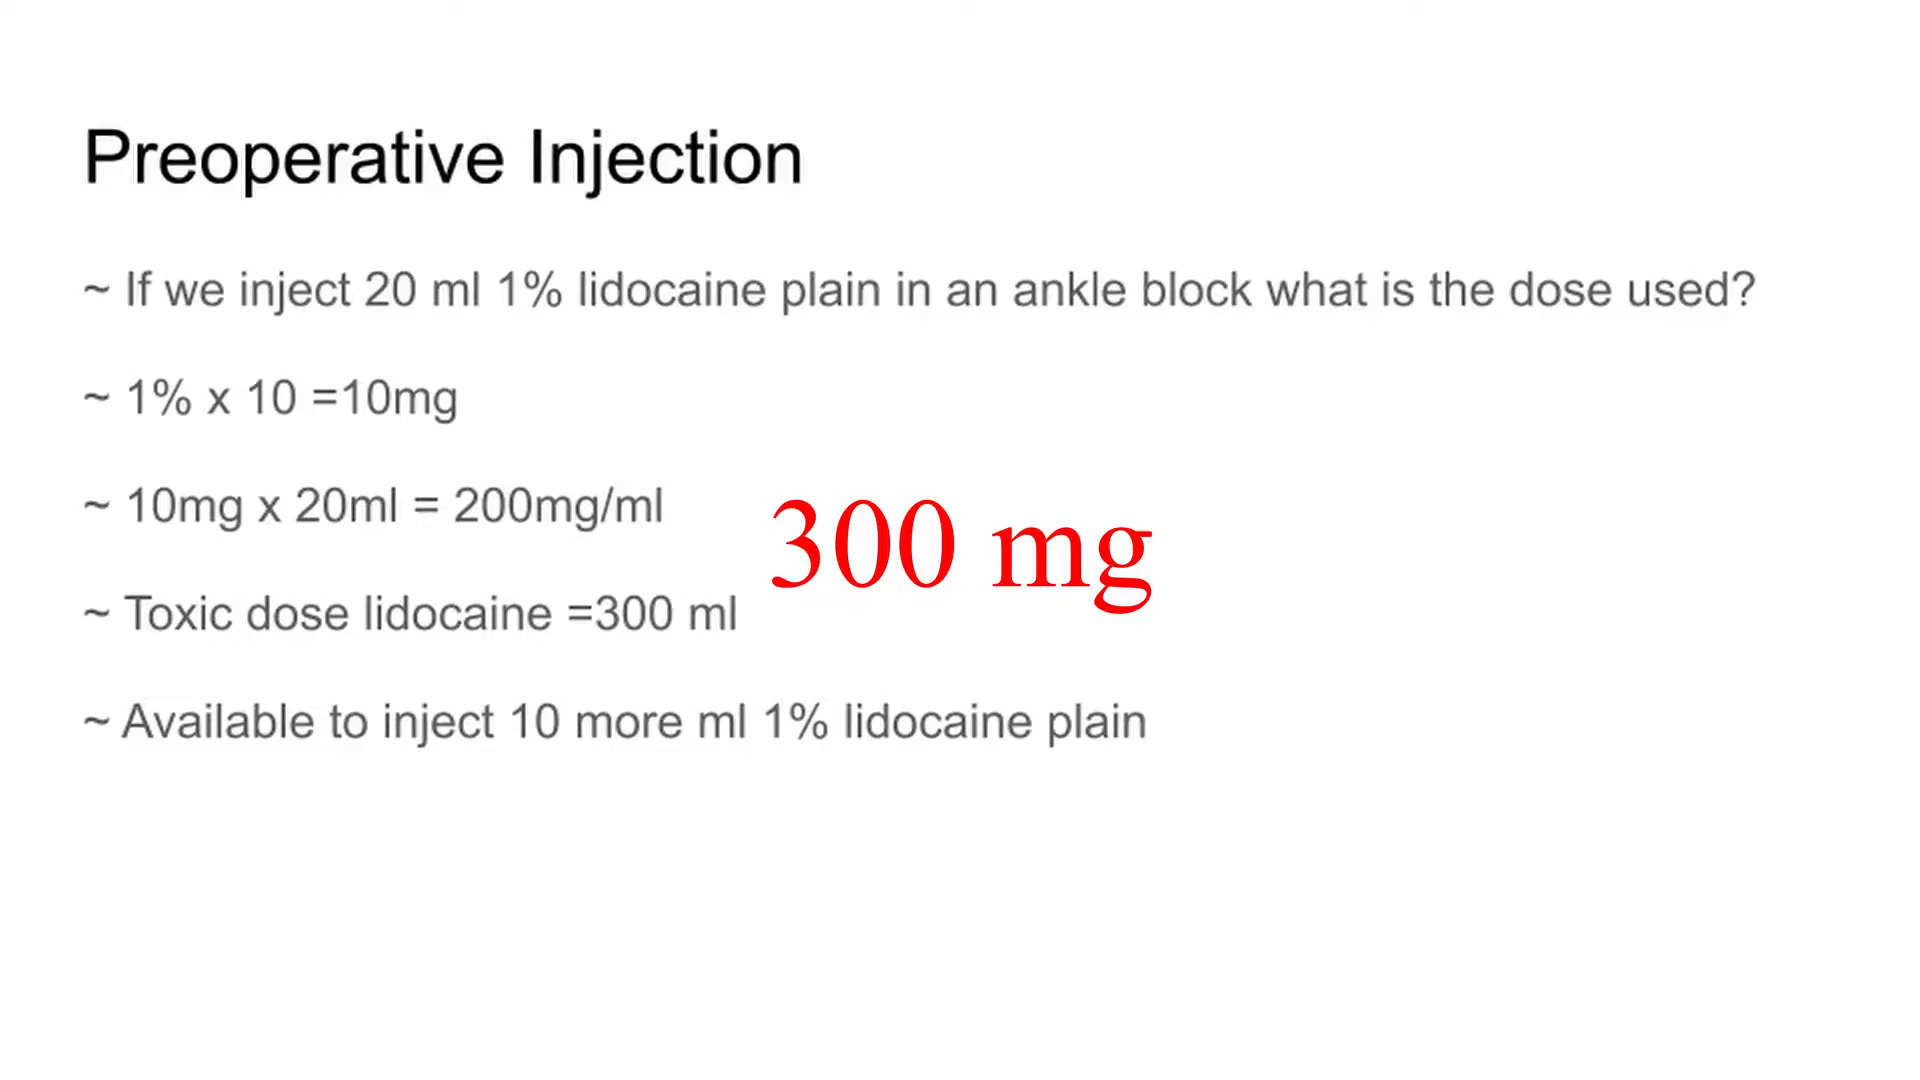 Preoperative Injection
~ If we inject 20 ml 1% lidocaine plain in an ankle block what is the dose used?
~ 1% x 10 =10mg
~ 10mg x 20ml = 200mg/ml
300 mg
~ Toxic dose lidocaine =300 ml
~ Available to inject 10 more ml 1% lidocaine plain